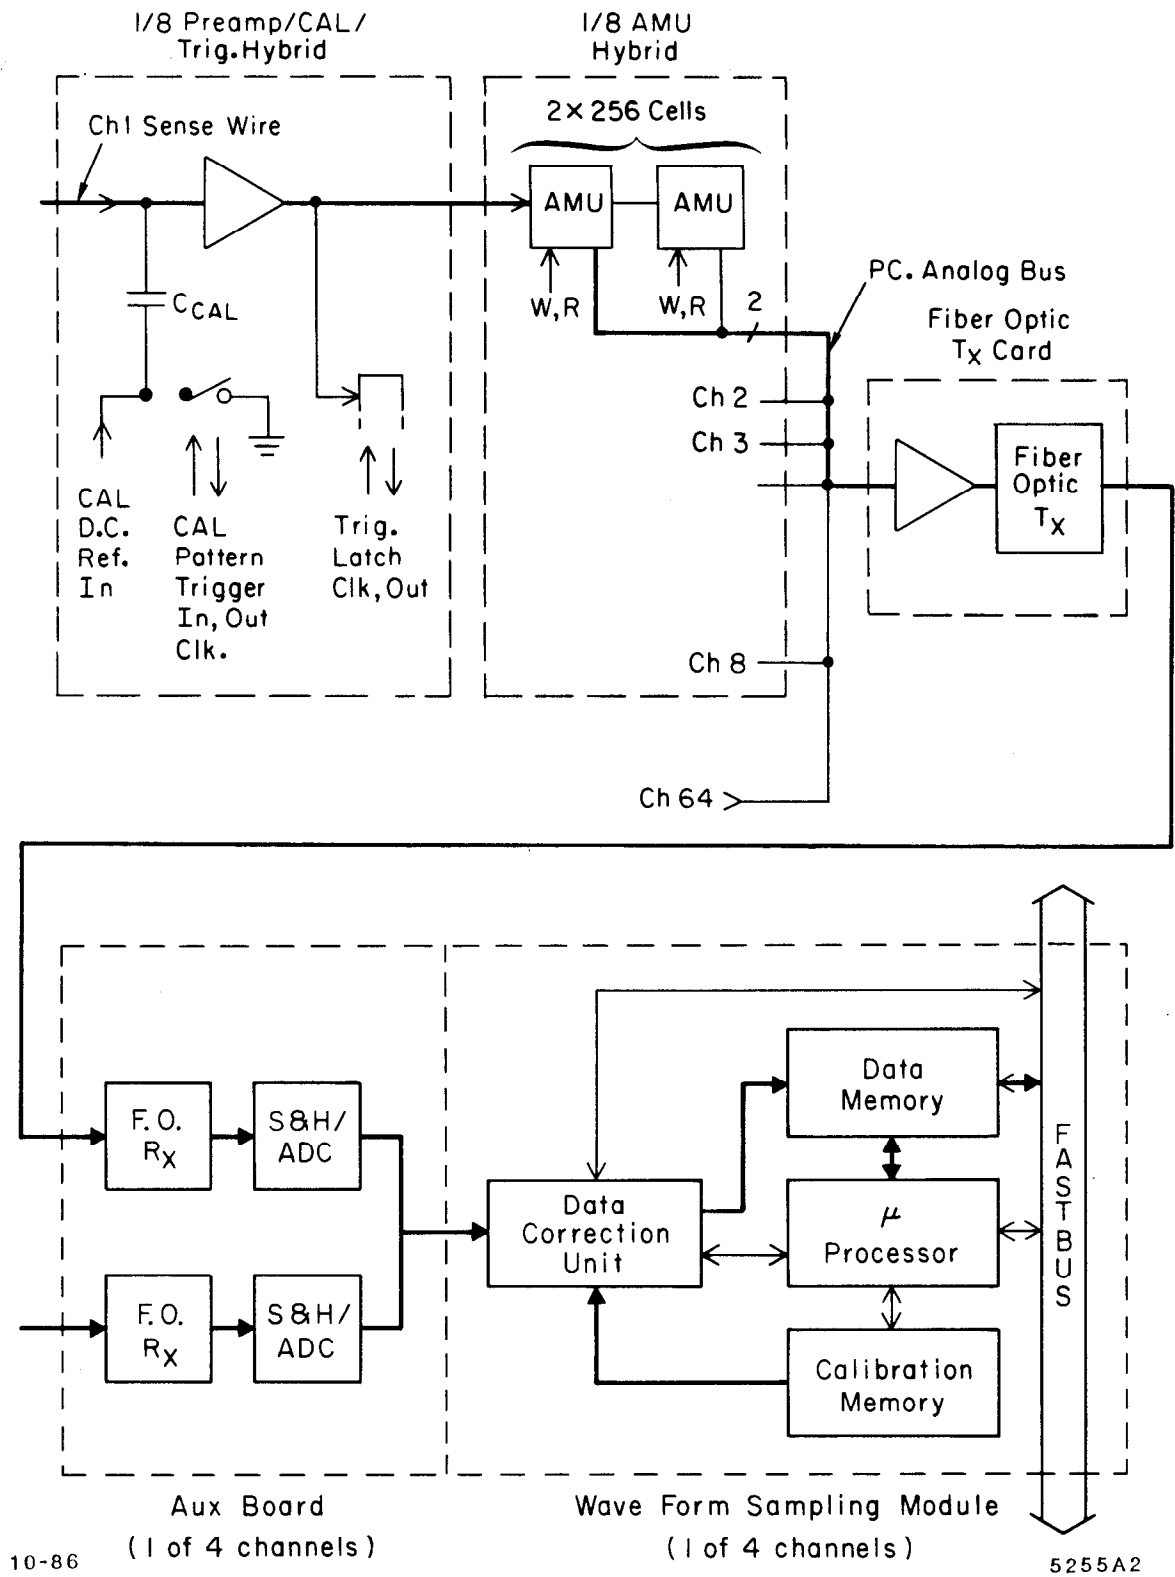 1/8 Preamp/CAL/
Trig.Hybrid
1/8 AMU
Hybrid
Ch1 Sense Wire
2×256 Cells
AMU
AMU
W,R
W,R
2
PC. Analog Bus
Fiber Optic
TX Card
CCAL
Ch 2
Ch 3
Fiber
Optic
TX
CAL
D.C.
Ref.
In
CAL
Pattern
Trigger
In, Out
Clk.
Trig.
Latch
Clk, Out
Ch 8
Ch 64
Data
Memory
F.O.
RX
S&H/
ADC
Data
Correction
Unit
μ
Processor
FASTBUS
F.O.
RX
S&H/
ADC
Calibration
Memory
Aux Board
(1 of 4 channels)
Wave Form Sampling Module
(1 of 4 channels)
10-86
5255A2